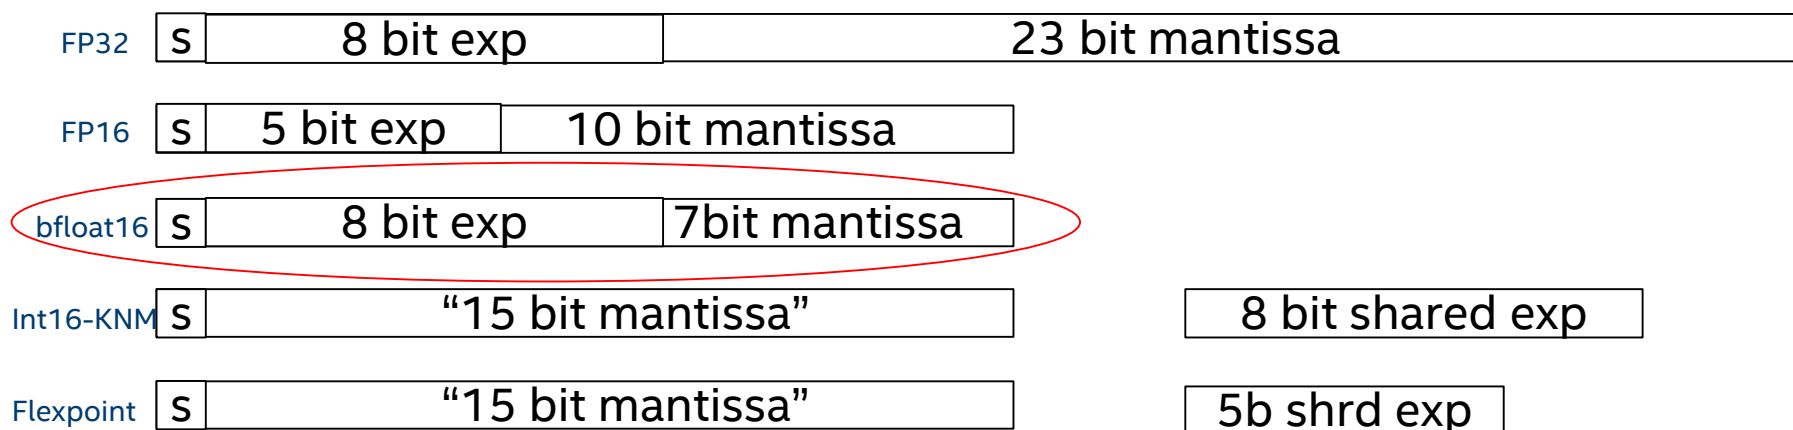 FP32 s 8 bit exp 23 bit mantissa
FP16 s 5 bit exp 10 bit mantissa
bfloat16 s 8 bit exp 7bit mantissa
Int16-KNM s “15 bit mantissa” 8 bit shared exp
Flexpoint s “15 bit mantissa” 5b shrd exp